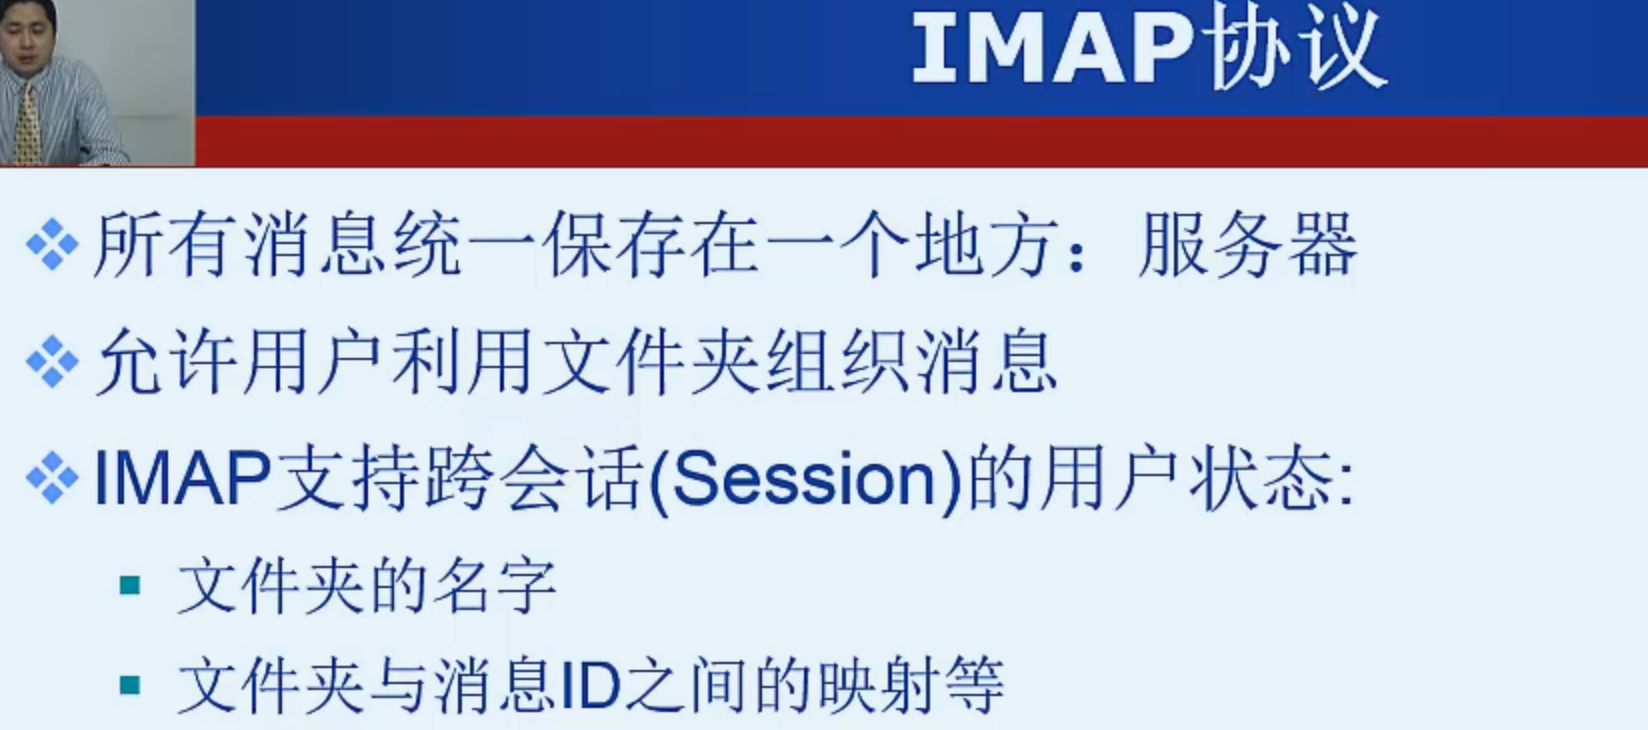 IMAP协议
所有消息统一保存在一个地方：服务器
允许用户利用文件夹组织消息
IMAP支持跨会话(Session)的用户状态:
文件夹的名字
文件夹与消息ID之间的映射等